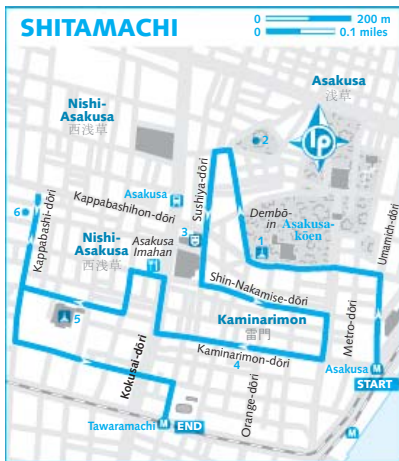 SHITAMACHI
0 200 m
0 0.1 miles
Asakusa
浅草
Nishi-
Asakusa
西浅草
2
LP
Asakusa
Kappabashihon-dōri
Sushiya-dōri
6
Kappabashi-dōri
Dembō-
in
Asakusa-
kōen
Umamich-dōri
3
1
Nishi-
Asakusa
西浅草
Asakusa
Imahan
Shin-Nakamise-dōri
Kaminarimon
雷門
Metro-dōri
5
Kaminarimon-dōri
4
Kokusai-dōri
Orange-dōri
Asakusa M
START
Tawaramachi M END
M